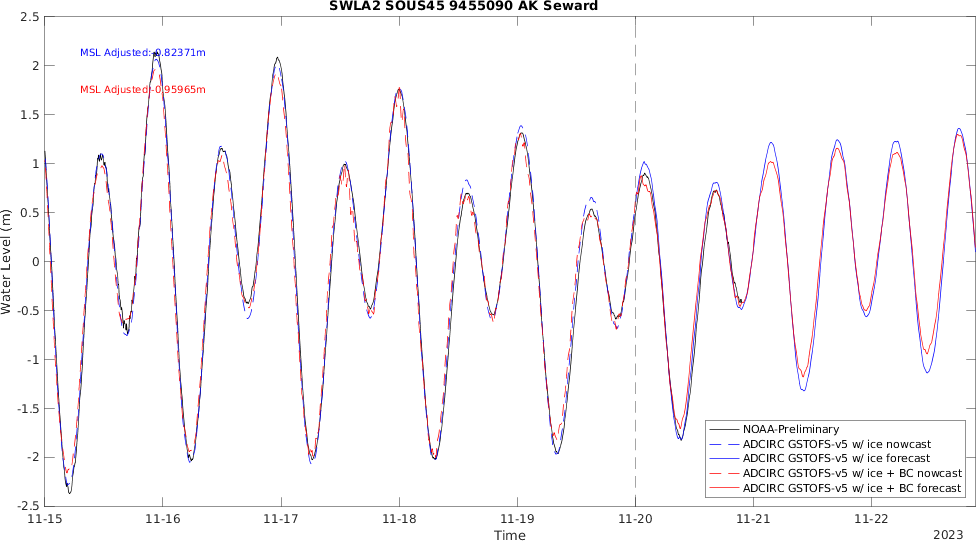 SWLA2 SOUS45 9455090 AK Seward
MSL Adjusted:-0.82371m
MSL Adjusted:-0.95965m
2.5
2
1.5
1
0.5
0
-0.5
-1
-1.5
-2
-2.5
Water Level (m)
NOAA-Preliminary
ADCIRC GSTOFS-v5 w/ ice nowcast
ADCIRC GSTOFS-v5 w/ ice forecast
ADCIRC GSTOFS-v5 w/ice + BC nowcast
ADCIRC GSTOFS-v5 w/ice + BC forecast
11-15 11-16 11-17 11-18 11-19 11-20 11-21 11-22
Time
2023